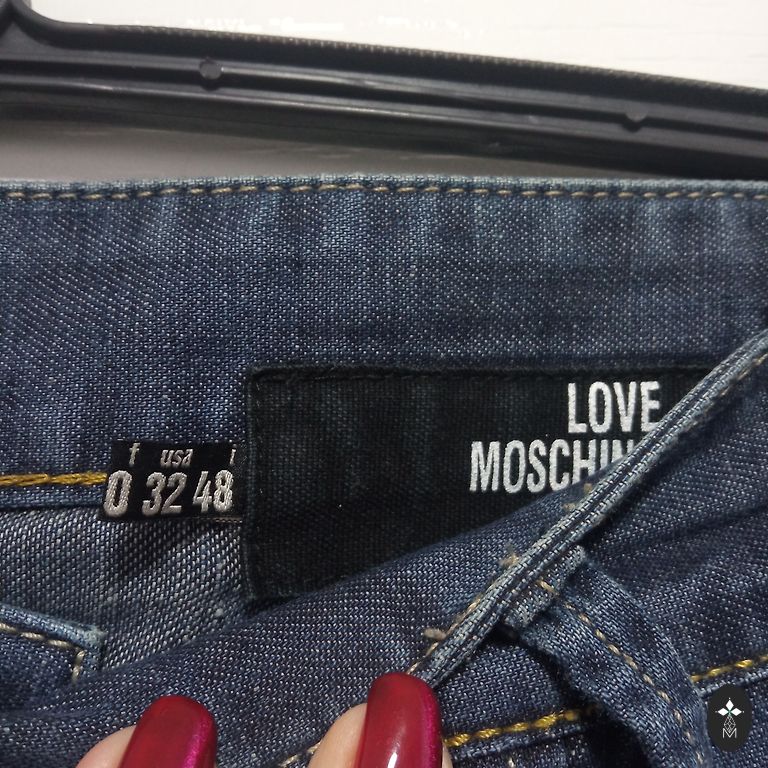 LOVE
MOSCHIN
f usa i
0 32 48